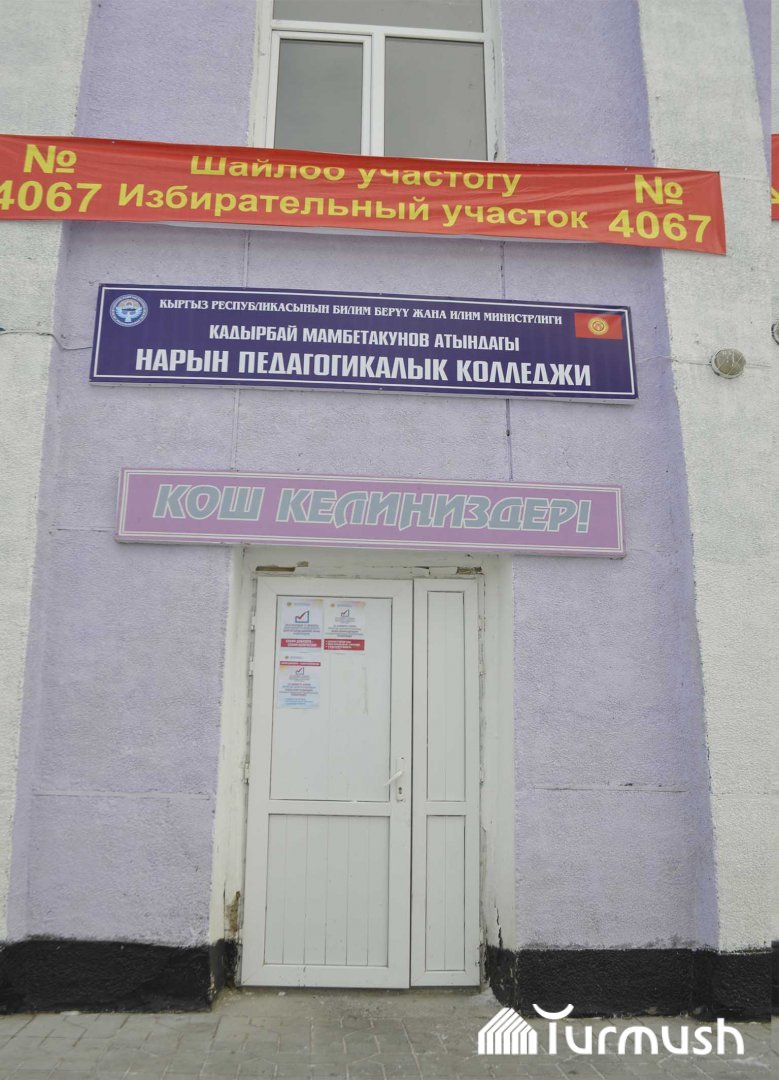 № Шайлоо участогу №
4067 Избирательный участок 4067
КЫРГЫЗ РЕСПУБЛИКАСЫНЫН БИЛИМ БЕРҮҮ ЖАНА ИЛИМ МИНИСТРЛИГИ
КАДЫРБАЙ МАМБЕТАКУНОВ АТЫНДАГЫ
НАРЫН ПЕДАГОГИКАЛЫК КОЛЛЕДЖИ
КОШ КЕЛИҢИЗДЕР!
Turmush